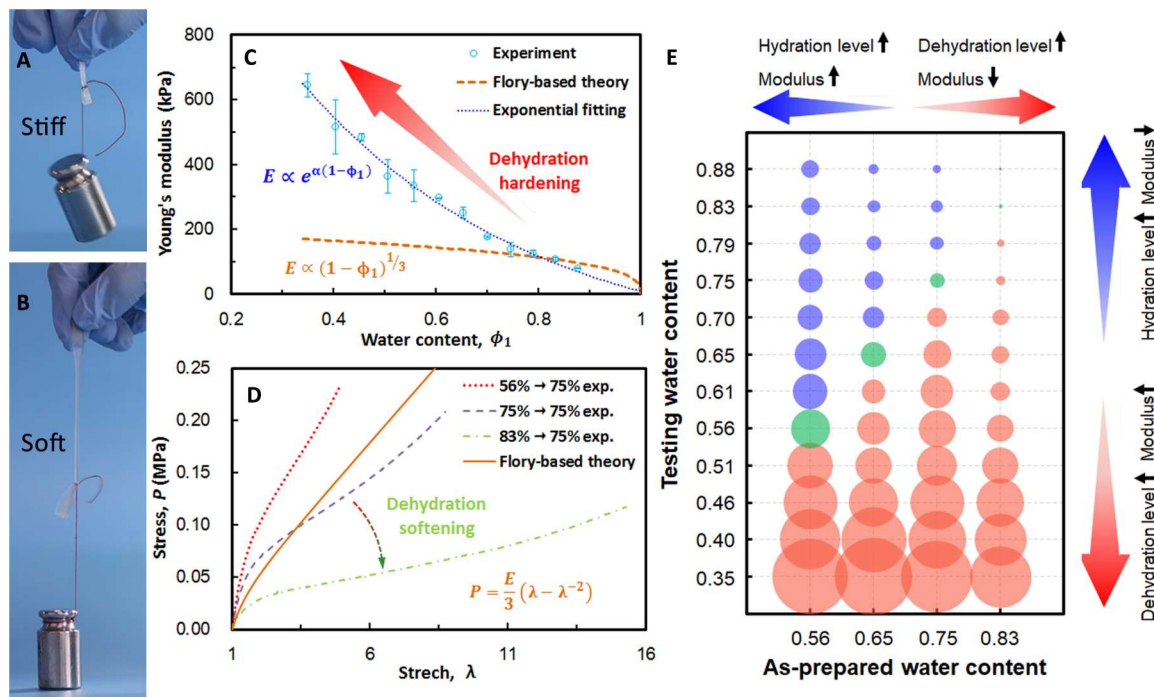 A
Stiff
B
Soft
C
Young's modulus (kPa)
800
600
400
200
0
0.2
0.4
0.6
0.8
1
Water content, ϕ₁
Experiment
Flory-based theory
Exponential fitting
Dehydration
hardening
E ∝ e^α(1−ϕ₁)
E ∝ (1 − ϕ₁)^1/3
D
Stress, P (MPa)
0.25
0.20
0.15
0.10
0.05
0.00
1
6
11
16
Strech, λ
56% → 75% exp.
75% → 75% exp.
83% → 75% exp.
Flory-based theory
Dehydration
softening
P = E/3 (λ − λ⁻²)
E
Hydration level ↑
Modulus ↑
Dehydration level ↑
Modulus ↓
Testing water content
0.88
0.83
0.79
0.75
0.70
0.65
0.61
0.56
0.51
0.46
0.40
0.35
0.56
0.65
0.75
0.83
As-prepared water content
Hydration level ↑ Modulus ↓
Dehydration level ↑ Modulus ↑